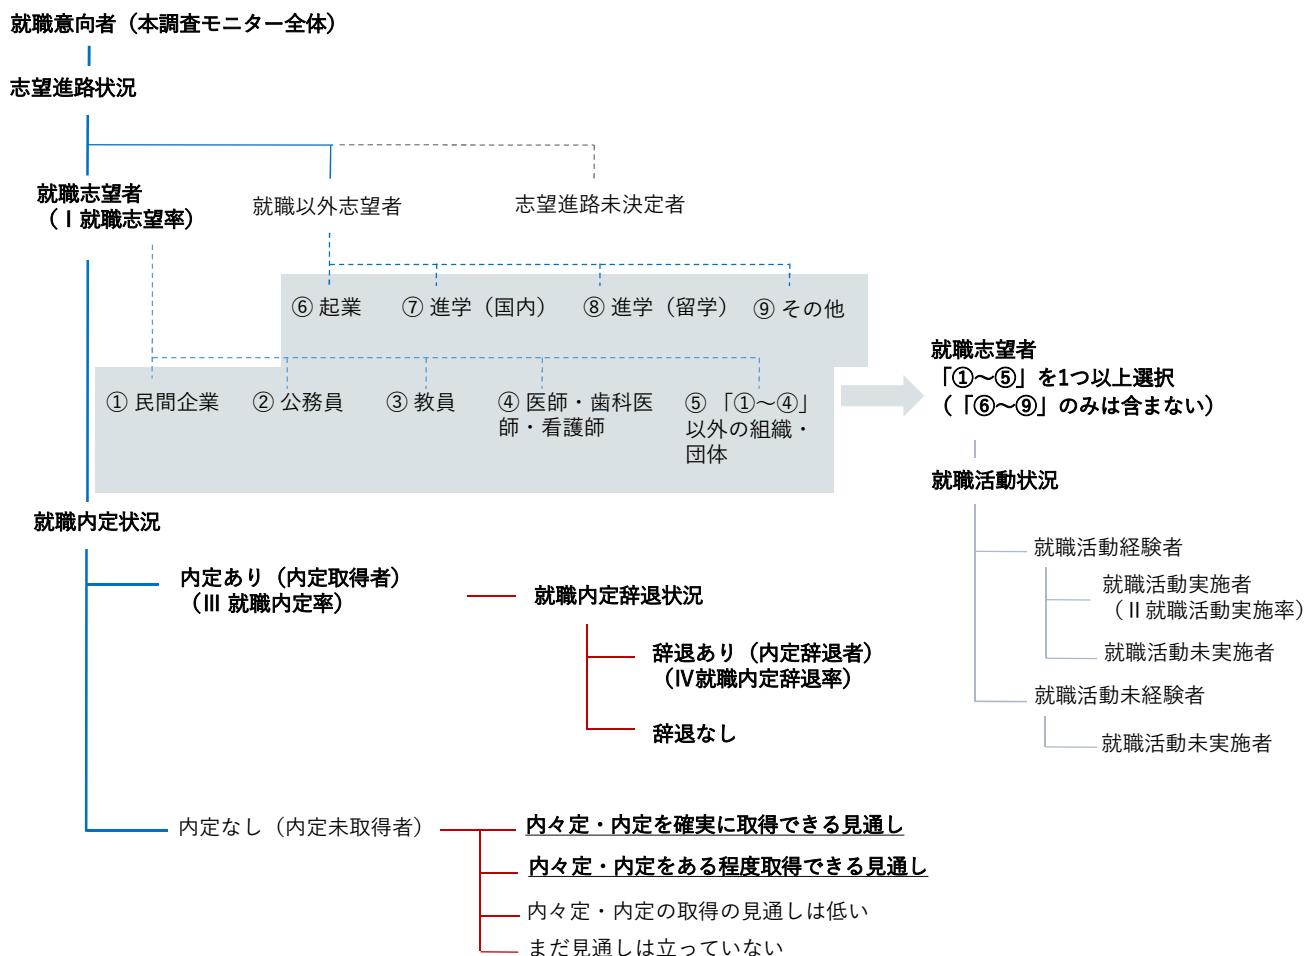 就職意向者（本調査モニター全体）
志望進路状況
就職志望者
（Ⅰ就職志望率）
就職以外志望者
志望進路未決定者
⑥ 起業
⑦ 進学（国内）
⑧ 進学（留学）
⑨ その他
① 民間企業
② 公務員
③ 教員
④ 医師・歯科医
師・看護師
⑤ 「①～④」
以外の組織・
団体
就職志望者
「①～⑤」を1つ以上選択
（「⑥～⑨」のみは含まない）
就職活動状況
就職活動経験者
就職活動実施者
（Ⅱ就職活動実施率）
就職活動未実施者
就職活動未経験者
就職活動未実施者
就職内定状況
内定あり（内定取得者）
（Ⅲ 就職内定率）
就職内定辞退状況
辞退あり（内定辞退者）
（Ⅳ就職内定辞退率）
辞退なし
内定なし（内定未取得者）
内々定・内定を確実に取得できる見通し
内々定・内定をある程度取得できる見通し
内々定・内定の取得の見通しは低い
まだ見通しは立っていない